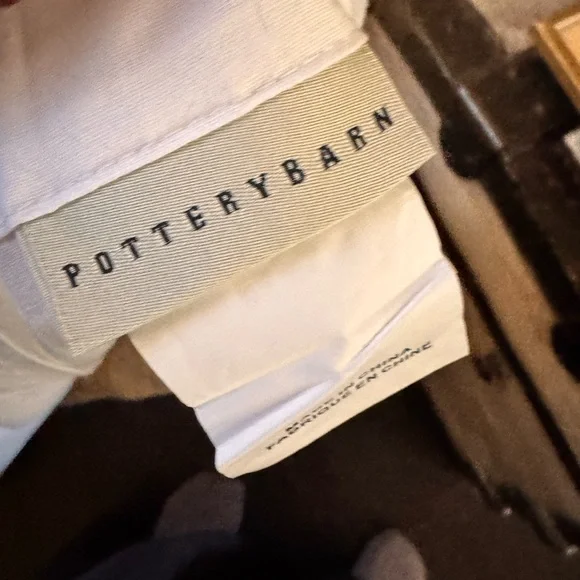 POTTERYBARN
MADE IN CHINA
FABRIQUE EN CHINE